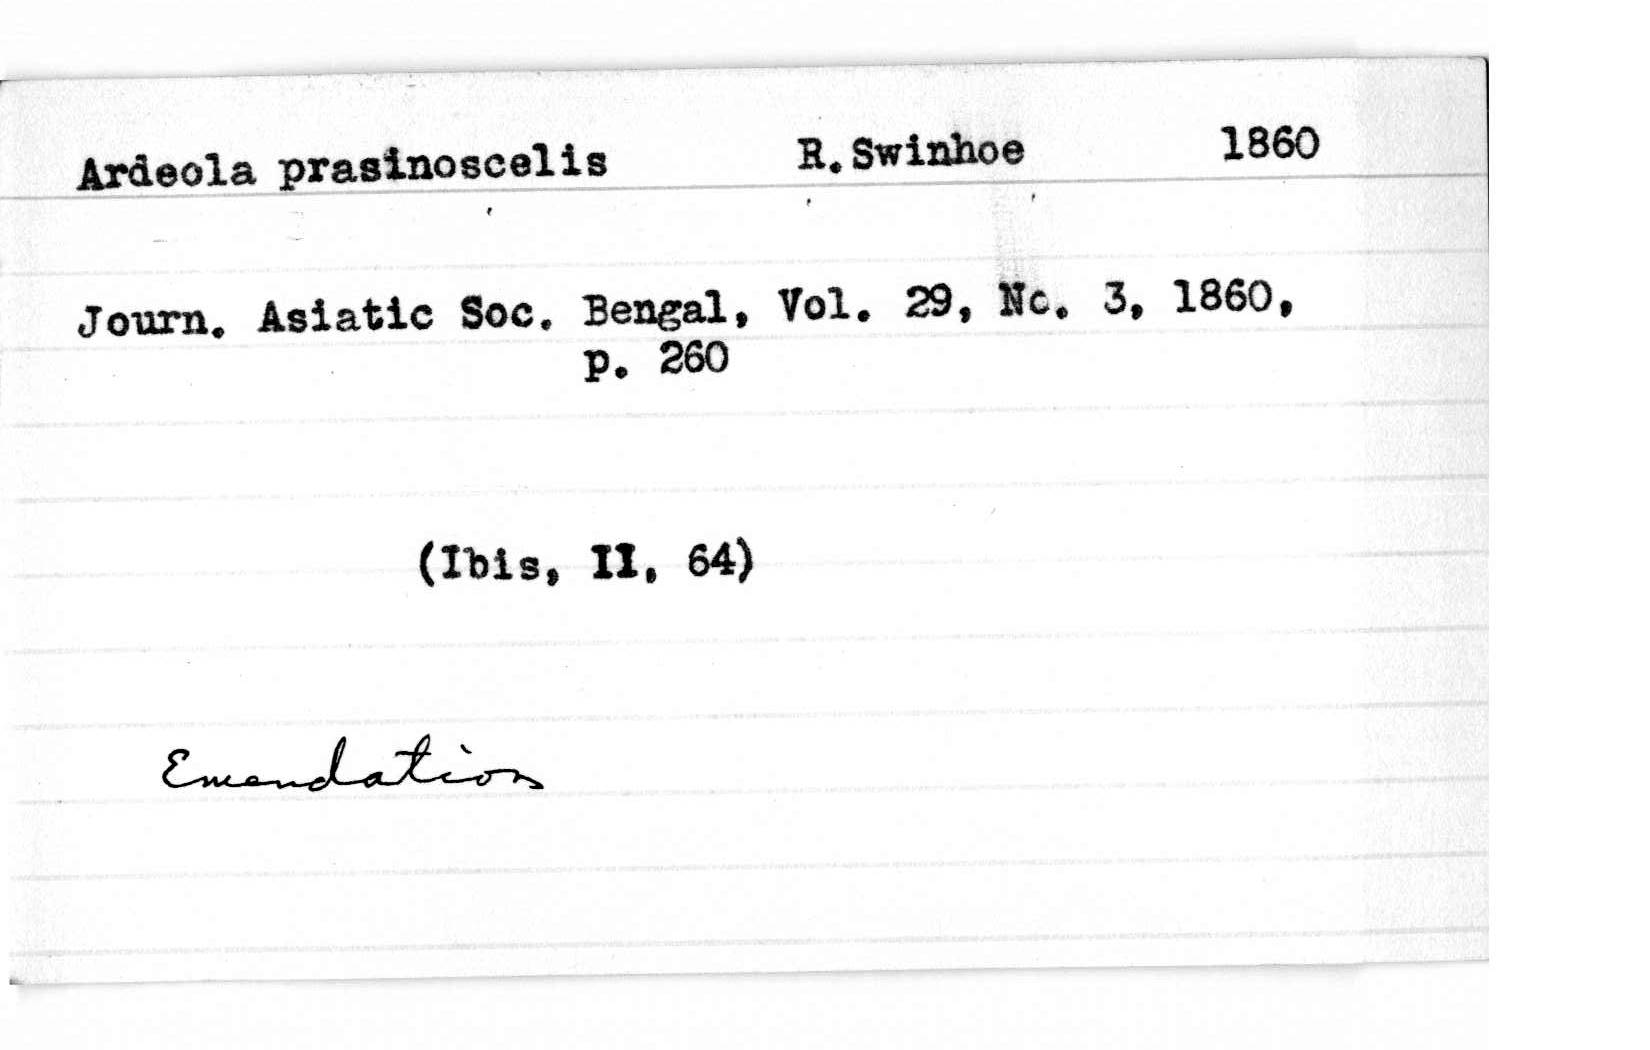 Ardeola prasinoscelis R.Swinhoe 1860
Journ. Asiatic Soc. Bengal, Vol. 29, No. 3, 1860,
p. 260
(Ibis, II, 64)
Emendation